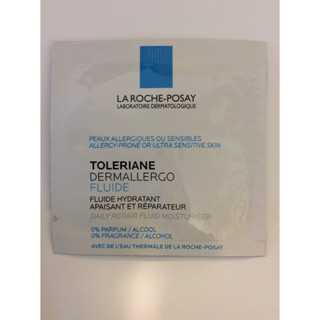 LA ROCHE-POSAY
LABORATOIRE DERMATOLOGIQUE
PEAUX ALLERGIQUES OU SENSIBLES
ALLERGY-PRONE OR ULTRA SENSITIVE SKIN
TOLERIANE
DERMALLERGO
FLUIDE
FLUIDE HYDRATANT
APAISANT ET RÉPARATEUR
DAILY REPAIR FLUID MOISTURISER
0% PARFUM / ALCOOL
0% FRAGRANCE / ALCOHOL
AVEC DE L'EAU THERMALE DE LA ROCHE-POSAY